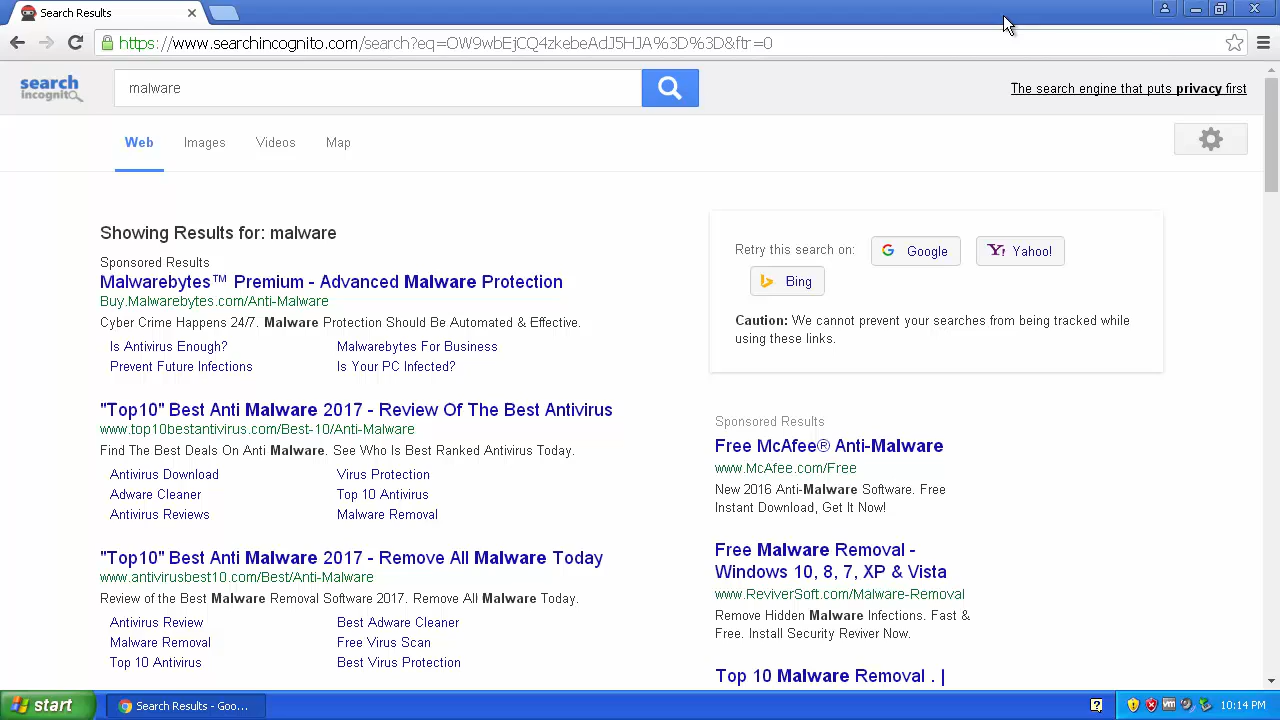 Search Results
https://www.searchincognito.com/search?eq=OW9wbEjCQ4zkebeAdJ5HJA%3D%3D&ftr=0
search
incognito
malware
The search engine that puts privacy first
Web
Images
Videos
Map
Showing Results for: malware
Sponsored Results
Malwarebytes™ Premium - Advanced Malware Protection
Buy.Malwarebytes.com/Anti-Malware
Cyber Crime Happens 24/7. Malware Protection Should Be Automated & Effective.
Is Antivirus Enough?
Malwarebytes For Business
Prevent Future Infections
Is Your PC Infected?
"Top10" Best Anti Malware 2017 - Review Of The Best Antivirus
www.top10bestantivirus.com/Best-10/Anti-Malware
Find The Best Deals On Anti Malware. See Who Is Best Ranked Antivirus Today.
Antivirus Download
Virus Protection
Adware Cleaner
Top 10 Antivirus
Antivirus Reviews
Malware Removal
"Top10" Best Anti Malware 2017 - Remove All Malware Today
www.antivirusbest10.com/Best/Anti-Malware
Review of the Best Malware Removal Software 2017. Remove All Malware Today.
Antivirus Review
Best Adware Cleaner
Malware Removal
Free Virus Scan
Top 10 Antivirus
Best Virus Protection
Retry this search on:
Google
Yahoo!
Bing
Caution: We cannot prevent your searches from being tracked while
using these links.
Sponsored Results
Free McAfee® Anti-Malware
www.McAfee.com/Free
New 2016 Anti-Malware Software. Free
Instant Download, Get It Now!
Free Malware Removal -
Windows 10, 8, 7, XP & Vista
www.ReviverSoft.com/Malware-Removal
Remove Hidden Malware Infections. Fast &
Free. Install Security Reviver Now.
Top 10 Malware Removal . |
start
Search Results - Goo...
10:14 PM